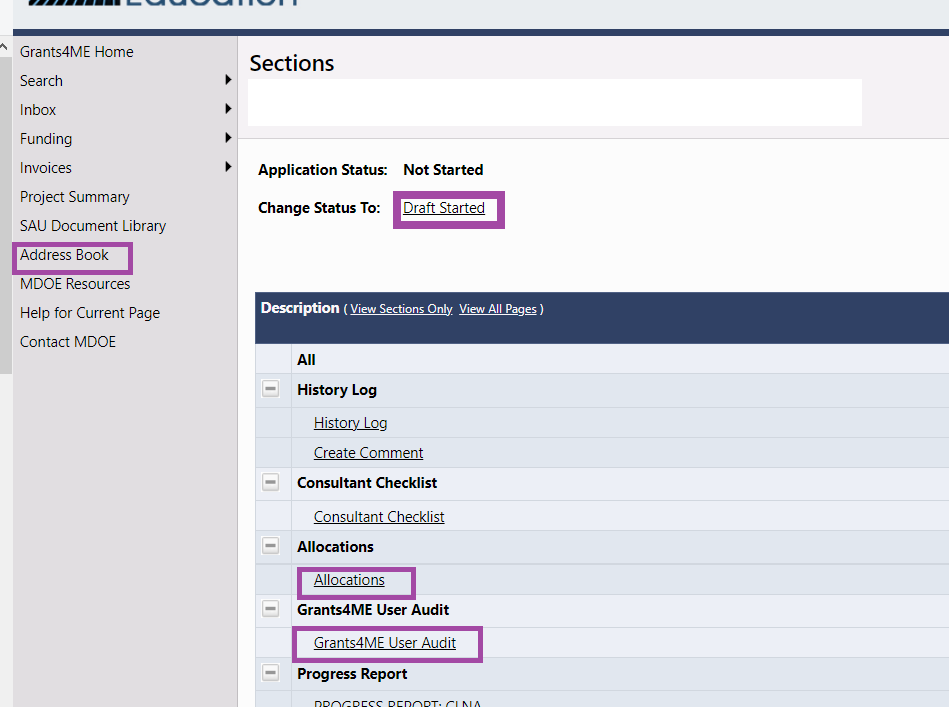 Education
Grants4ME Home
Search
Inbox
Funding
Invoices
Project Summary
SAU Document Library
Address Book
MDOE Resources
Help for Current Page
Contact MDOE
Sections
Application Status: Not Started
Change Status To: Draft Started
Description ( View Sections Only View All Pages )
All
History Log
History Log
Create Comment
Consultant Checklist
Consultant Checklist
Allocations
Allocations
Grants4ME User Audit
Grants4ME User Audit
Progress Report
PROGRESS REPORT: CLNA